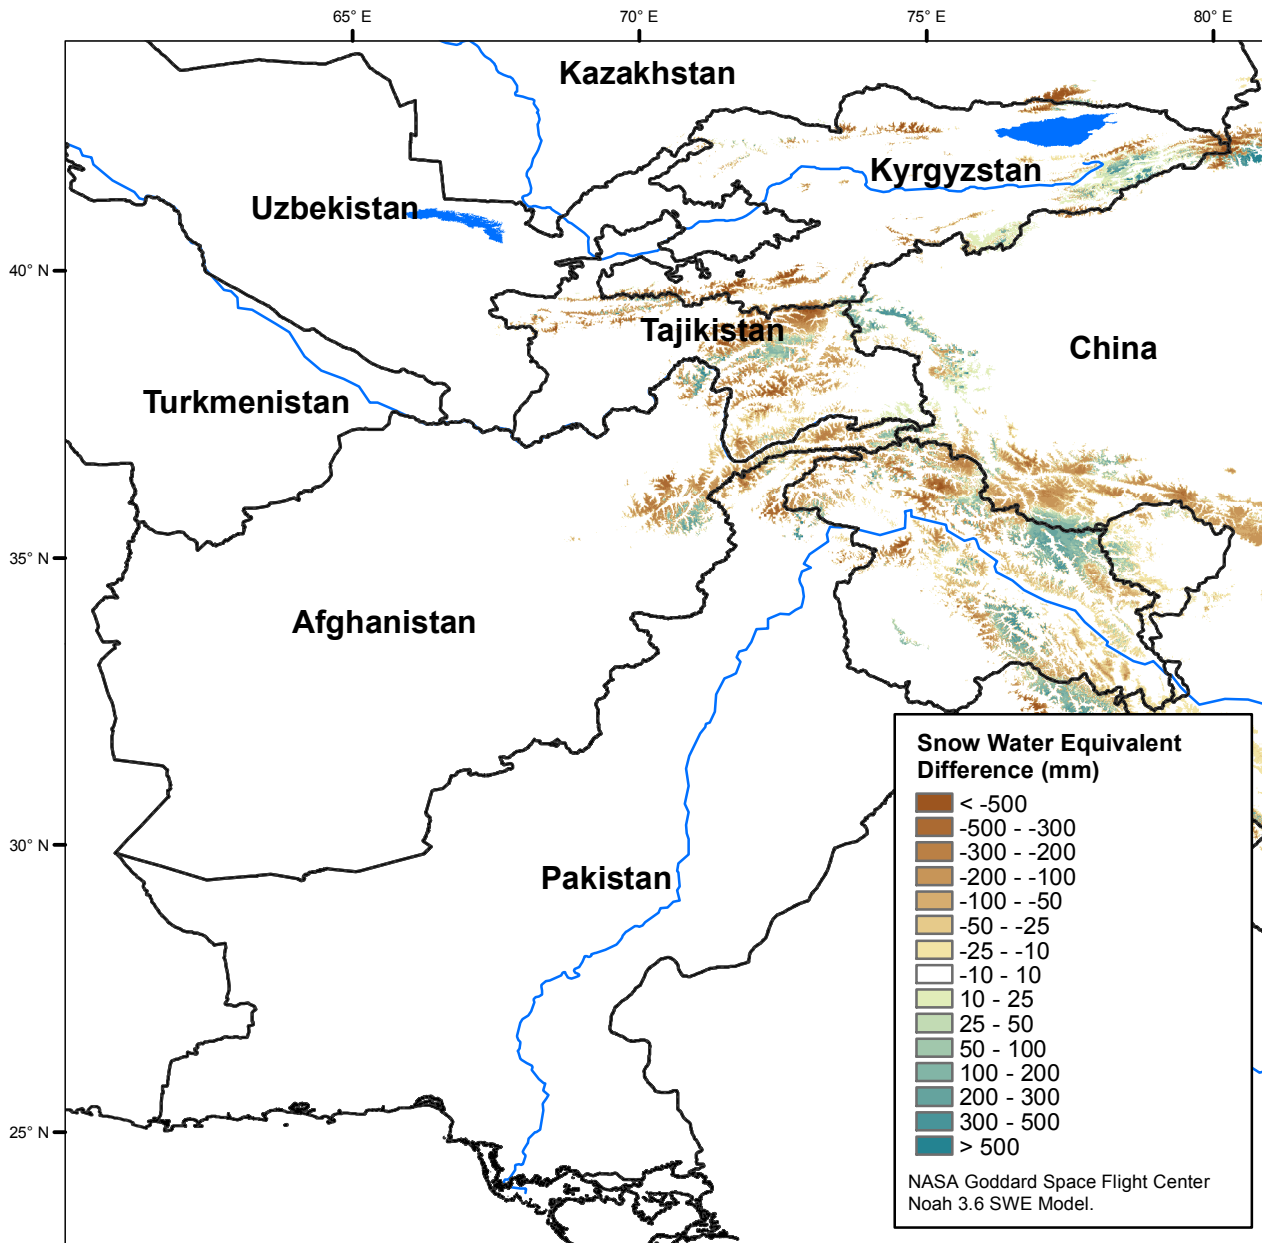 65° E
70° E
75° E
80° E
Kazakhstan
Kyrgyzstan
Uzbekistan
40° N
Tajikistan
China
Turkmenistan
35° N
Afghanistan
30° N
Pakistan
25° N
Snow Water Equivalent
Difference (mm)
< -500
-500 - -300
-300 - -200
-200 - -100
-100 - -50
-50 - -25
-25 - -10
-10 - 10
10 - 25
25 - 50
50 - 100
100 - 200
200 - 300
300 - 500
> 500
NASA Goddard Space Flight Center
Noah 3.6 SWE Model.